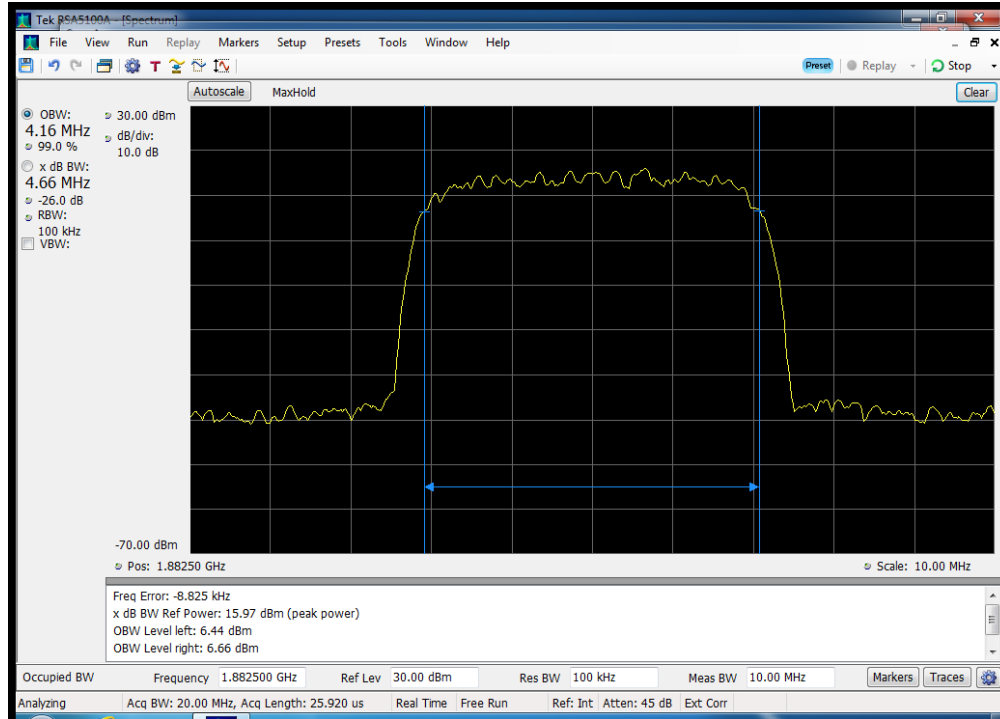 Tek RSA5100A - [Spectrum]
File View Run Replay Markers Setup Presets Tools Window Help
T
Preset Replay Stop
Autoscale MaxHold Clear
OBW:
4.16 MHz
99.0 %
x dB BW:
4.66 MHz
-26.0 dB
RBW:
100 kHz
VBW:
30.00 dBm
dB/div:
10.0 dB
-70.00 dBm
Pos: 1.88250 GHz Scale: 10.00 MHz
Freq Error: -8.825 kHz
x dB BW Ref Power: 15.97 dBm (peak power)
OBW Level left: 6.44 dBm
OBW Level right: 6.66 dBm
Occupied BW Frequency 1.882500 GHz Ref Lev 30.00 dBm Res BW 100 kHz Meas BW 10.00 MHz Markers Traces
Analyzing Acq BW: 20.00 MHz, Acq Length: 25.920 us Real Time Free Run Ref: Int Atten: 45 dB Ext Corr